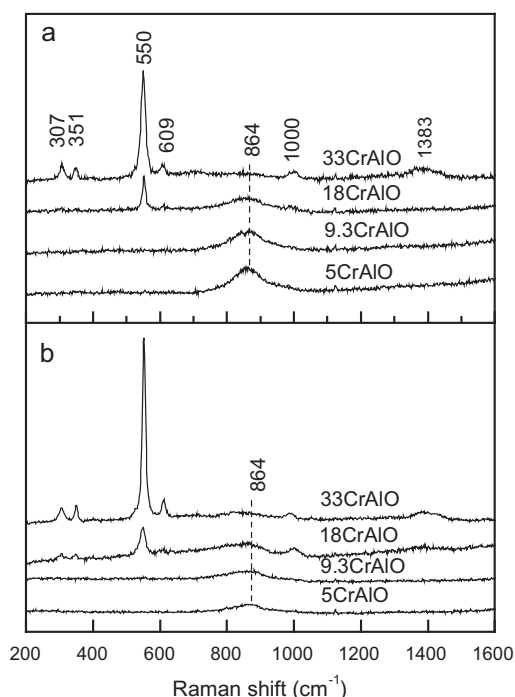 a
307
351
550
609
864
1000
1383
33CrAlO
18CrAlO
9.3CrAlO
5CrAlO
b
864
33CrAlO
18CrAlO
9.3CrAlO
5CrAlO
200 400 600 800 1000 1200 1400 1600
Raman shift (cm⁻¹)